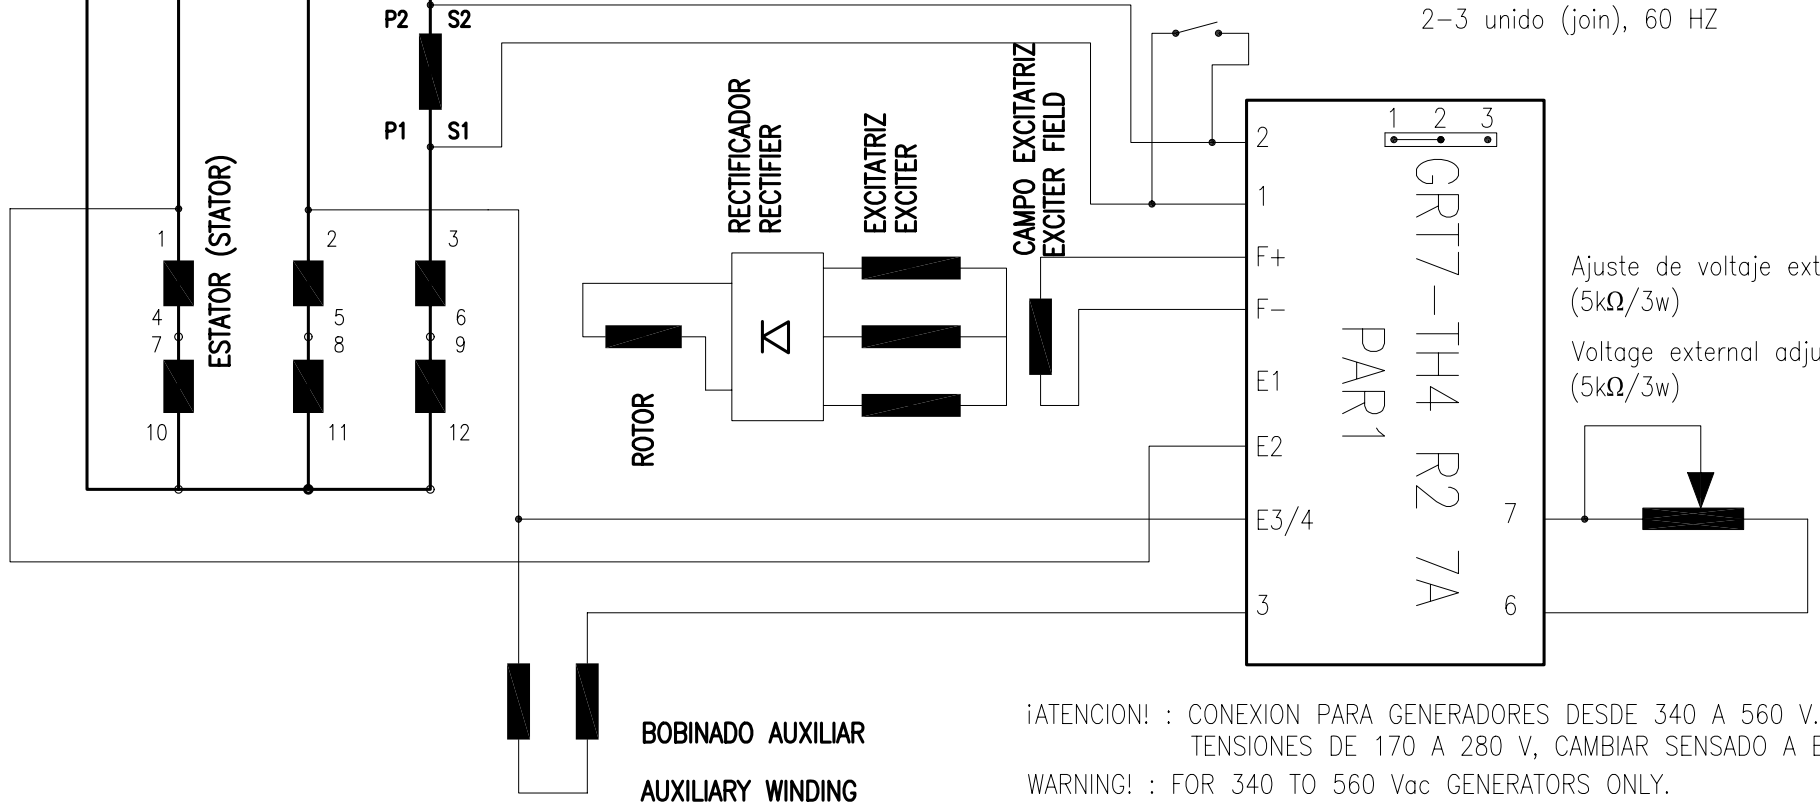 P2 S2
2-3 unido (join), 60 HZ
P1 S1
ESTATOR (STATOR)
1 2 3
4 5 6
7 8 9
10 11 12
RECTIFICADOR
RECTIFIER
EXCITATRIZ
EXCITER
CAMPO EXCITATRIZ
EXCITER FIELD
ROTOR
1 2 3
2
1
F+
F-
E1
E2
E3/4
3
GRT7-TH4 R2 7A
PAR1
7
6
Ajuste de voltaje
(5kΩ/3w)
Voltage external
(5kΩ/3w)
BOBINADO AUXILIAR
AUXILIARY WINDING
¡ATENCION! : CONEXION PARA GENERADORES DESDE 340 A 560 V.
TENSIONES DE 170 A 280 V, CAMBIAR SENSADO A
WARNING! : FOR 340 TO 560 Vac GENERATORS ONLY.